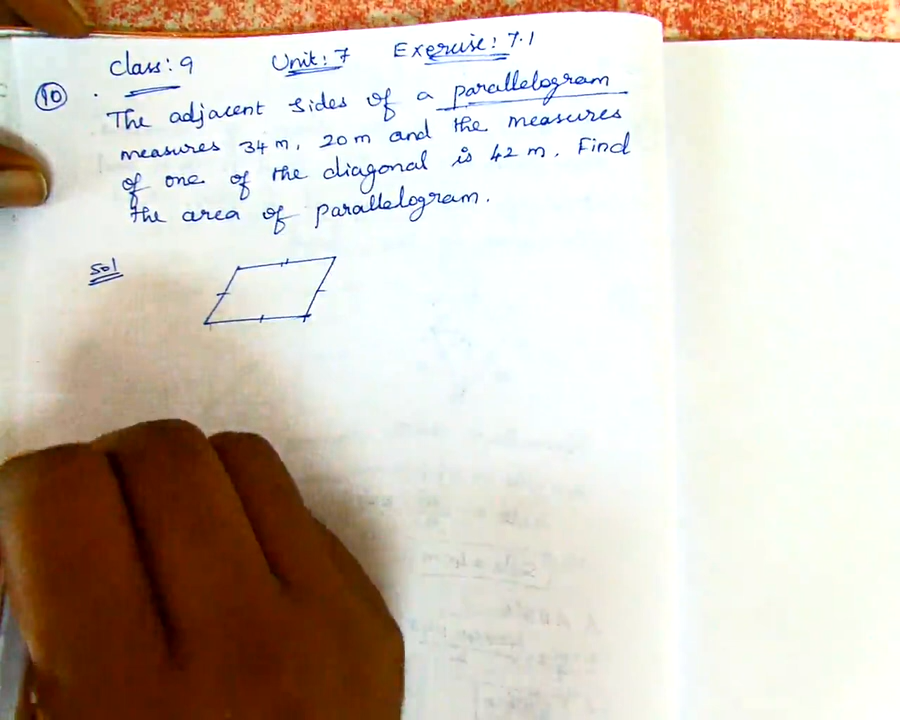 Class: 9 Unit: 7 Exercise: 7.1
10 The adjacent sides of a parallelogram
measures 34 m, 20 m and the measures
of one of the diagonal is 42 m. Find
the area of parallelogram.
Sol